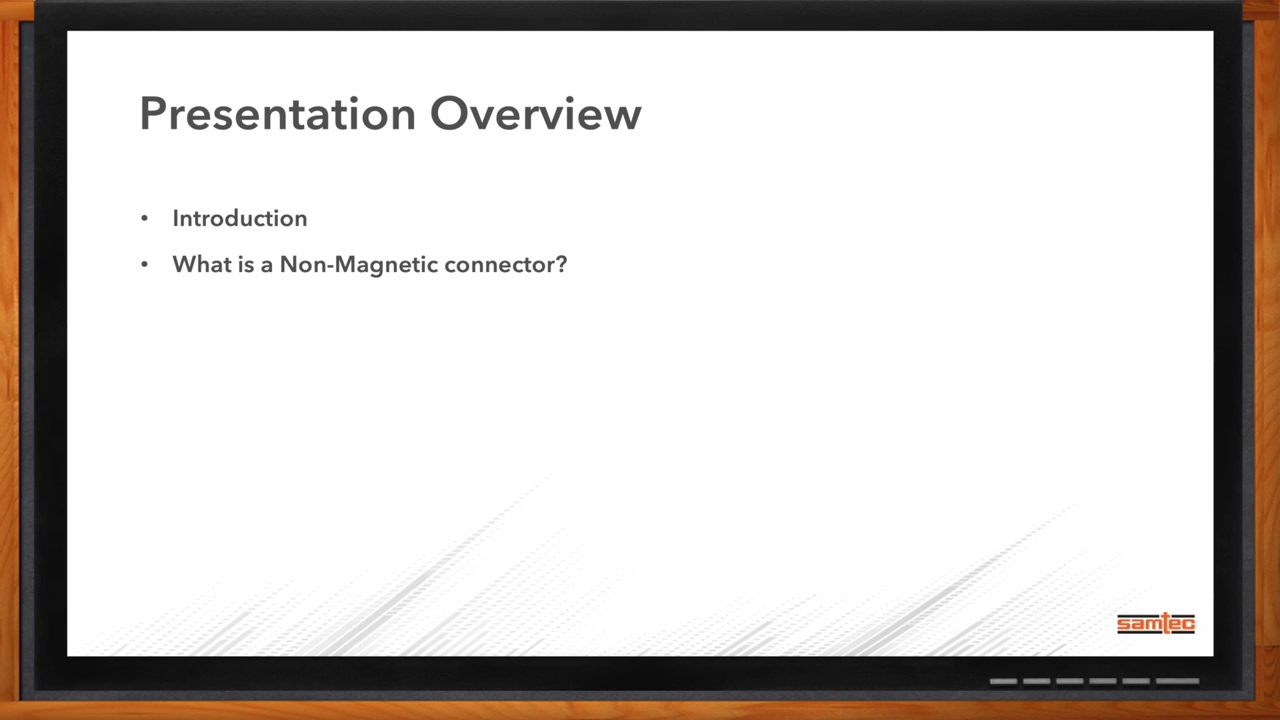 Presentation Overview
• Introduction
• What is a Non-Magnetic connector?
samtec